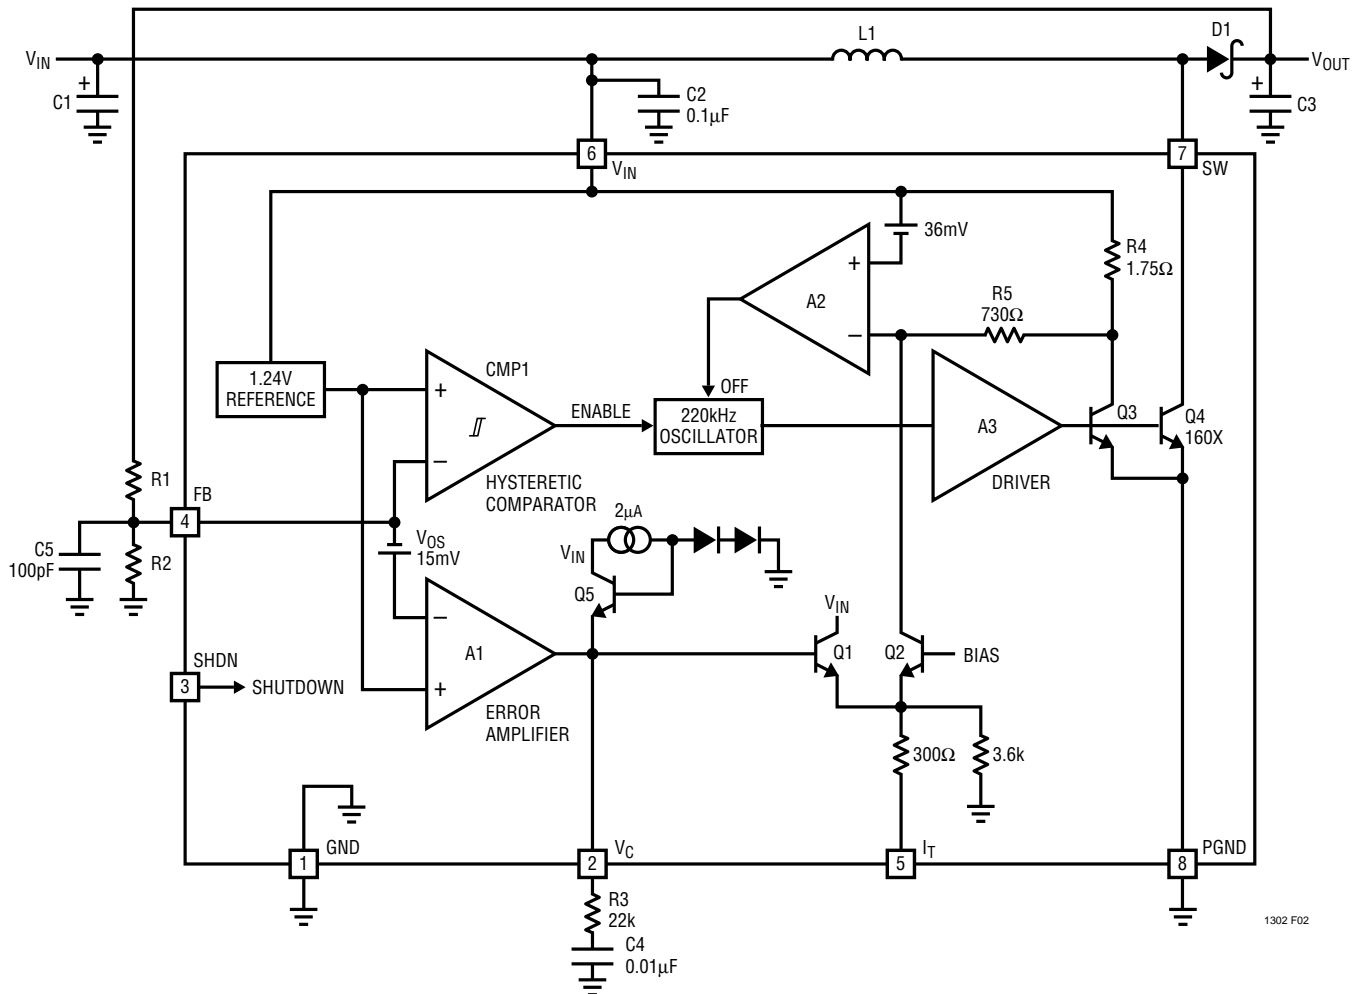 L1
D1
VIN
VOUT
+
C1
C2
0.1µF
+
C3
6
VIN
7
SW
36mV
R4
1.75Ω
+
A2
R5
730Ω
–
1.24V
REFERENCE
CMP1
+
OFF
ENABLE
220kHz
OSCILLATOR
A3
Q3
Q4
160X
–
HYSTERETIC
COMPARATOR
DRIVER
R1
FB
4
2µA
VOS
15mV
VIN
C5
100pF
R2
Q5
VIN
–
A1
Q1
Q2
BIAS
SHDN
3
SHUTDOWN
+
ERROR
AMPLIFIER
300Ω
3.6k
GND
1
VC
2
IT
5
PGND
8
R3
22k
1302 F02
C4
0.01µF